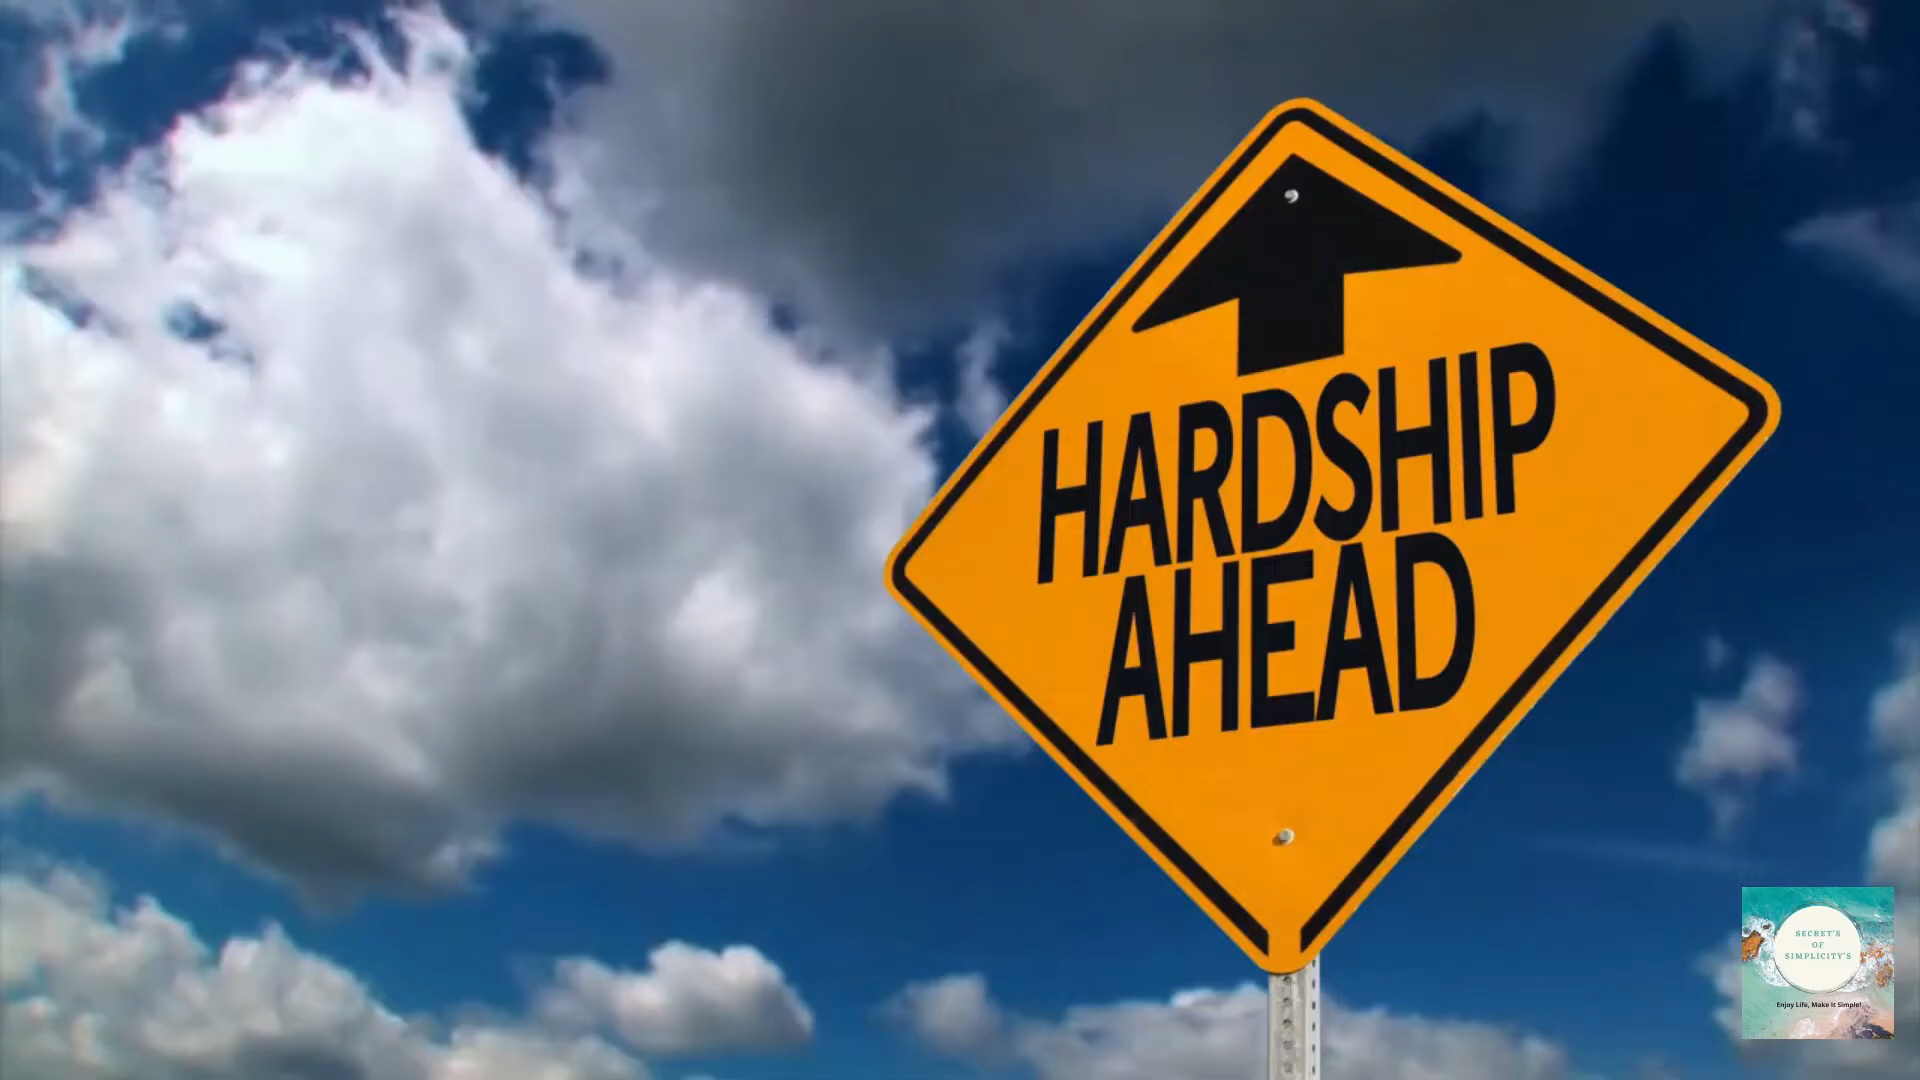 HARDSHIP
AHEAD
SECRET'S
OF
SIMPLICITY'S
Enjoy Life, Make It Simple!